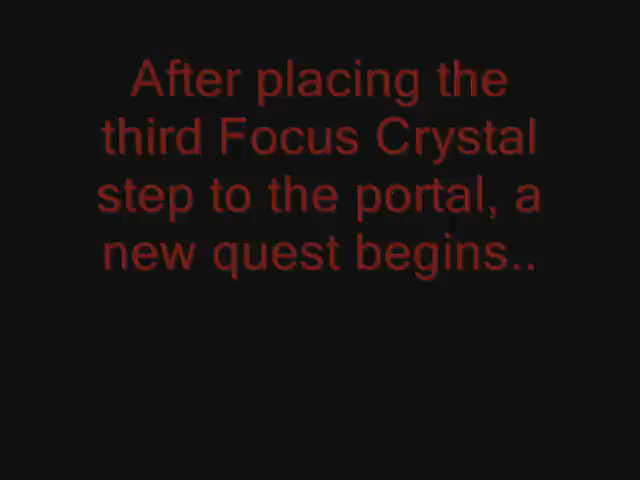 After placing the
third Focus Crystal
step to the portal, a
new quest begins..